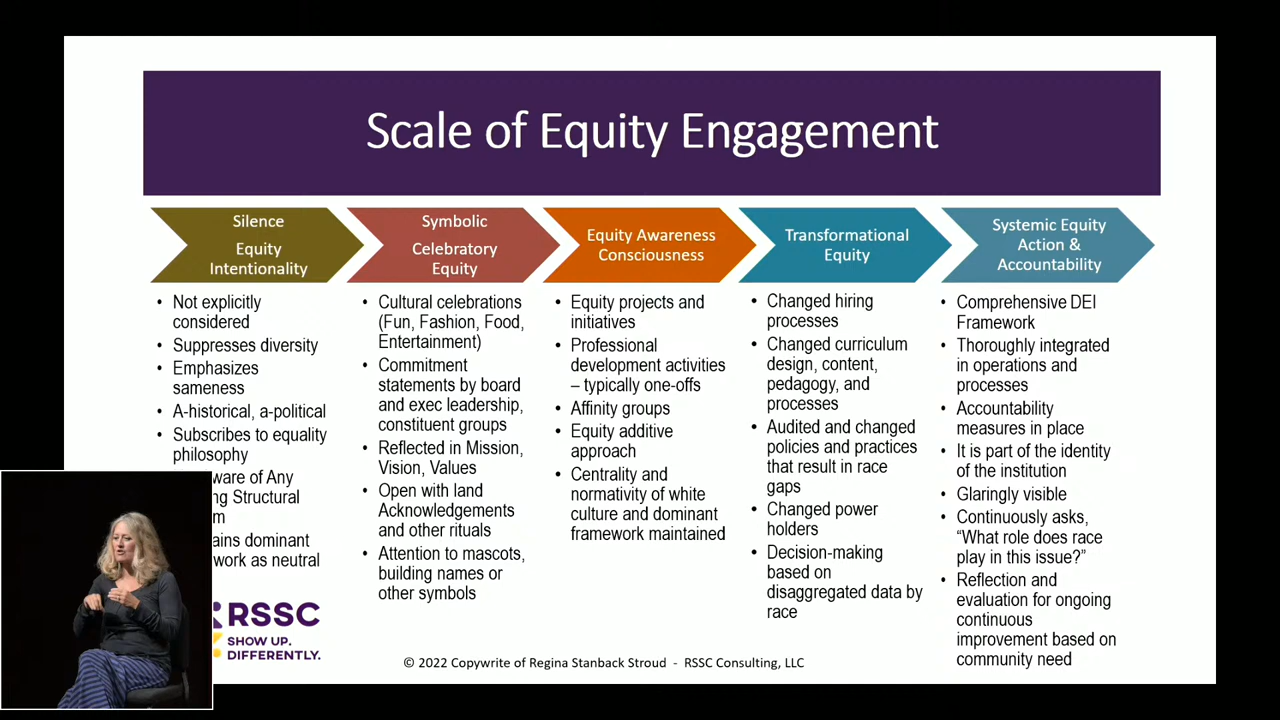 Scale of Equity Engagement
Silence
Equity
Intentionality
Symbolic
Celebratory
Equity
Equity Awareness
Consciousness
Transformational
Equity
Systemic Equity
Action &
Accountability
• Not explicitly
considered
• Suppresses diversity
• Emphasizes
sameness
• A-historical, a-political
• Subscribes to equality
philosophy
of Any
Structural
dominant
as neutral
• Cultural celebrations
(Fun, Fashion, Food,
Entertainment)
• Commitment
statements by board
and exec leadership,
constituent groups
• Reflected in Mission,
Vision, Values
• Open with land
Acknowledgements
and other rituals
• Attention to mascots,
building names or
other symbols
• Equity projects and
initiatives
• Professional
development activities
– typically one-offs
• Affinity groups
• Equity additive
approach
• Centrality and
normativity of white
culture and dominant
framework maintained
• Changed hiring
processes
• Changed curriculum
design, content,
pedagogy, and
processes
• Audited and changed
policies and practices
that result in race
gaps
• Changed power
holders
• Decision-making
based on
disaggregated data by
race
• Comprehensive DEI
Framework
• Thoroughly integrated
in operations and
processes
• Accountability
measures in place
• It is part of the identity
of the institution
• Glaringly visible
• Continuously asks,
“What role does race
play in this issue?”
• Reflection and
evaluation for ongoing
continuous
improvement based on
community need
RSSC
SHOW UP.
DIFFERENTLY.
© 2022 Copywrite of Regina Stanback Stroud - RSSC Consulting, LLC